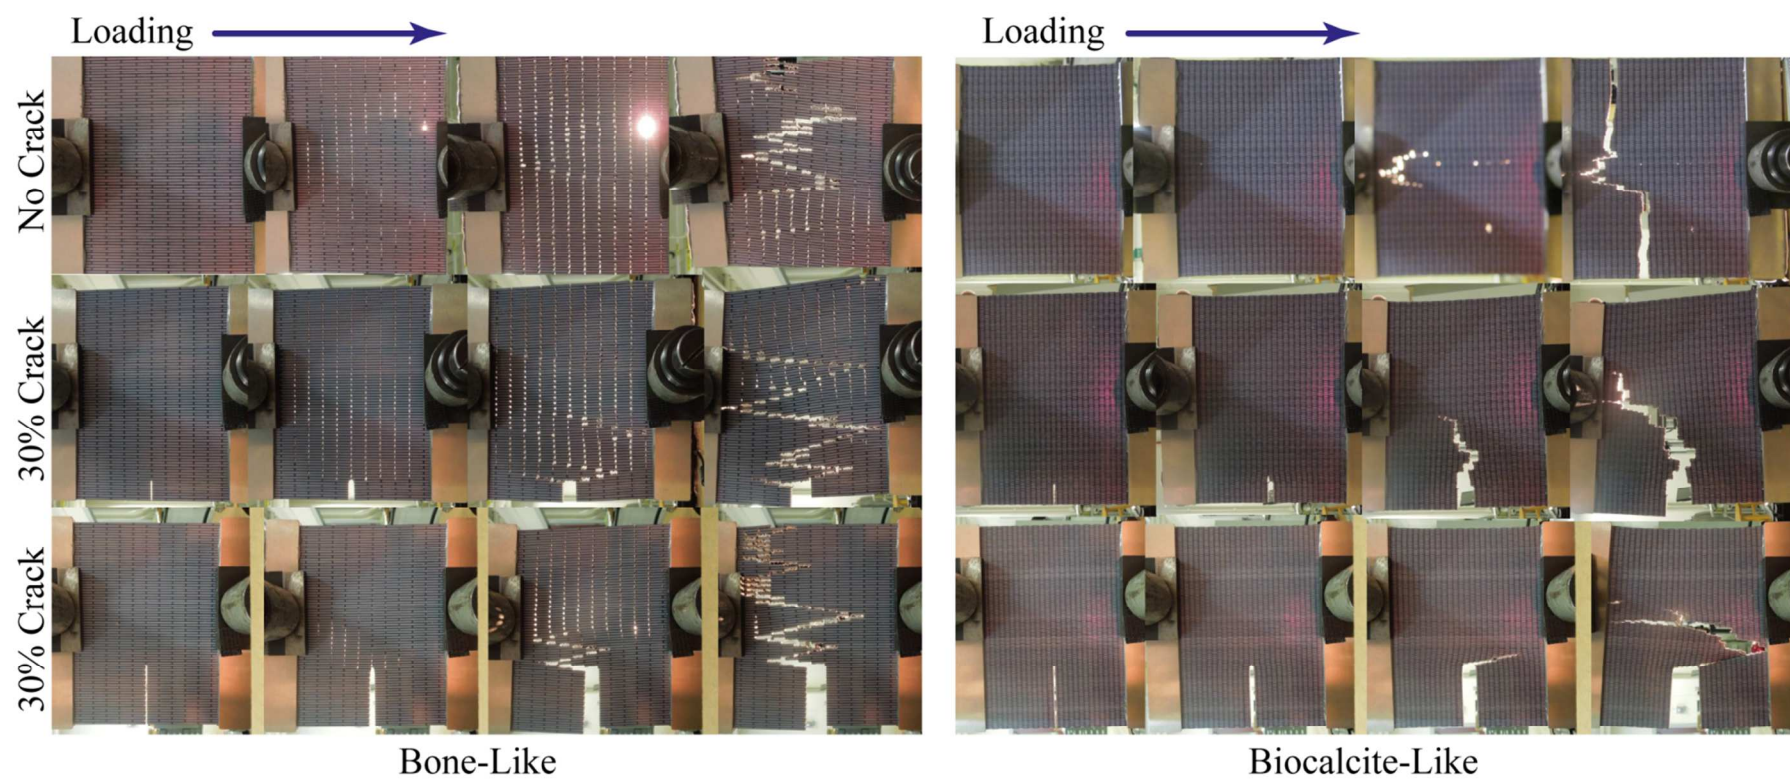 Loading
Loading
No Crack
30% Crack
30% Crack
Bone-Like
Biocalcite-Like